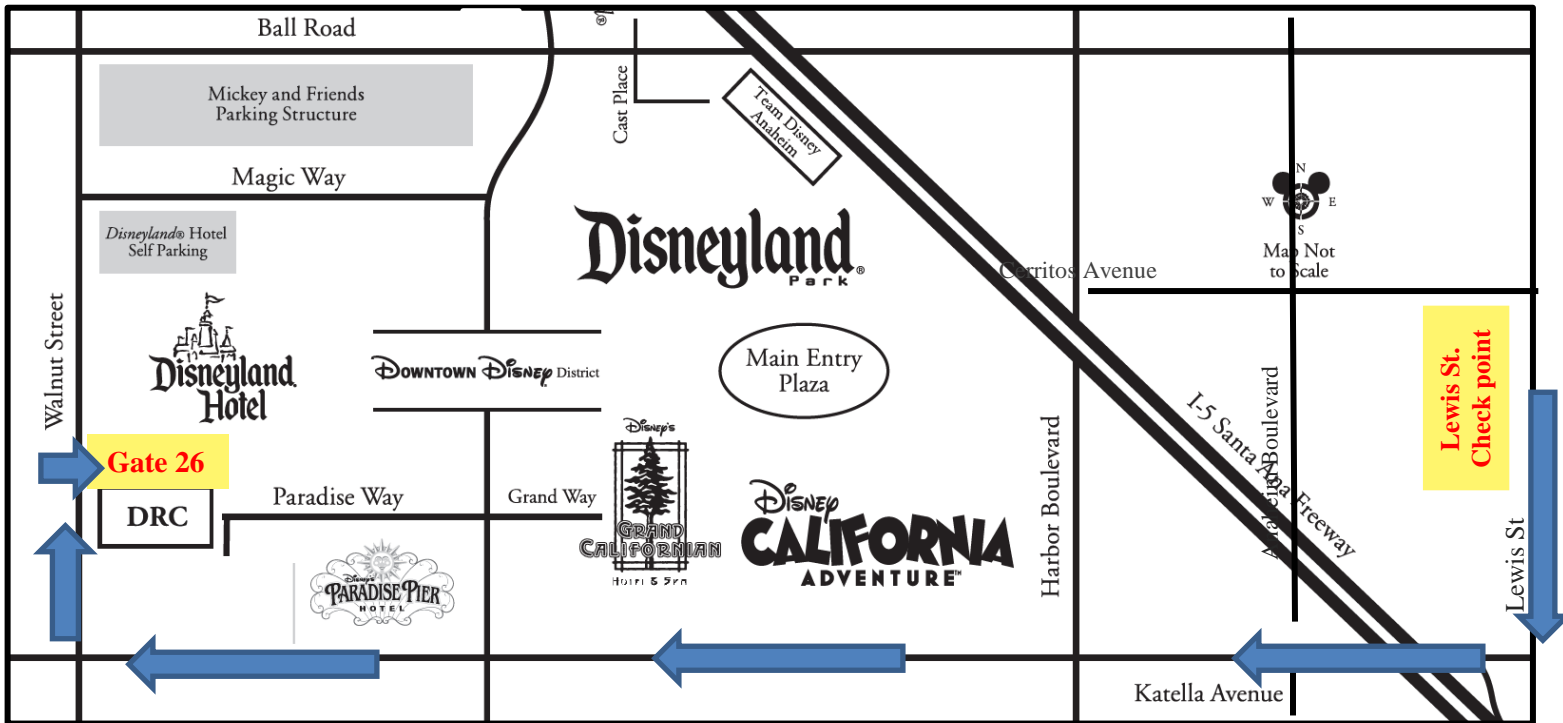 Ball Road
Mickey and Friends
Parking Structure
Cast Place
Team Disney
Anaheim
Magic Way
Disneyland® Hotel
Self Parking
Disneyland®
Park
N
W E
S
Map Not
to Scale
Cerritos Avenue
Walnut Street
Disneyland
Hotel
DOWNTOWN DISNEY District
Main Entry
Plaza
Harbor Boulevard
I-5 Santa Ana Freeway
Anaheim Boulevard
Lewis St.
Check point
Lewis St
Gate 26
DRC
Paradise Way
Grand Way
DISNEY'S
GRAND
CALIFORNIAN
HOTEL & SPA
DISNEY
CALIFORNIA
ADVENTURE™
DISNEY'S
PARADISE PIER
HOTEL
Katella Avenue